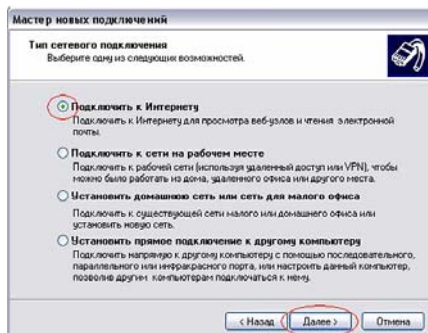 Мастер новых подключений
Тип сетевого подключения
Выберите одну из следующих возможностей.
Подключить к Интернету
Подключить к Интернету для просмотра веб-узлов и чтения электронной
почты.
Подключить к сети на рабочем месте
Подключить к рабочей сети (используя удаленный доступ или VPN), чтобы
можно было работать из дома, удаленного офиса или другого места.
Установить домашнюю сеть или сеть для малого офиса
Подключить к существующей сети малого или домашнего офиса или
установить новую сеть.
Установить прямое подключение к другому компьютеру
Подключить напрямую к другому компьютеру с помощью последовательного,
параллельного или инфракрасного порта, или настроить данный компьютер,
позволив другим компьютерам подключаться к нему.
< Назад Далее > Отмена